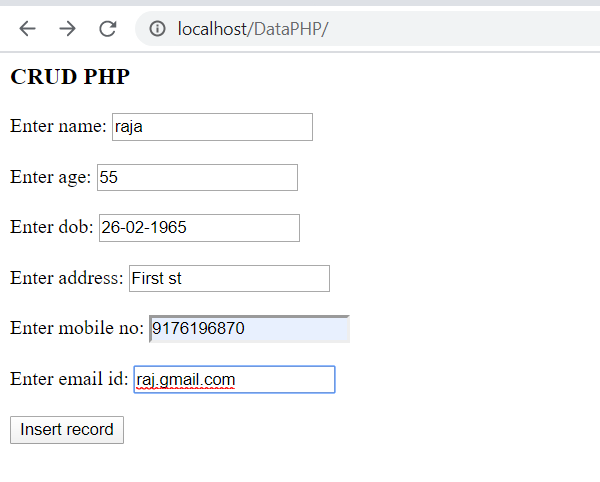 localhost/DataPHP/
CRUD PHP
Enter name: raja
Enter age: 55
Enter dob: 26-02-1965
Enter address: First st
Enter mobile no: 9176196870
Enter email id: raj.gmail.com
Insert record